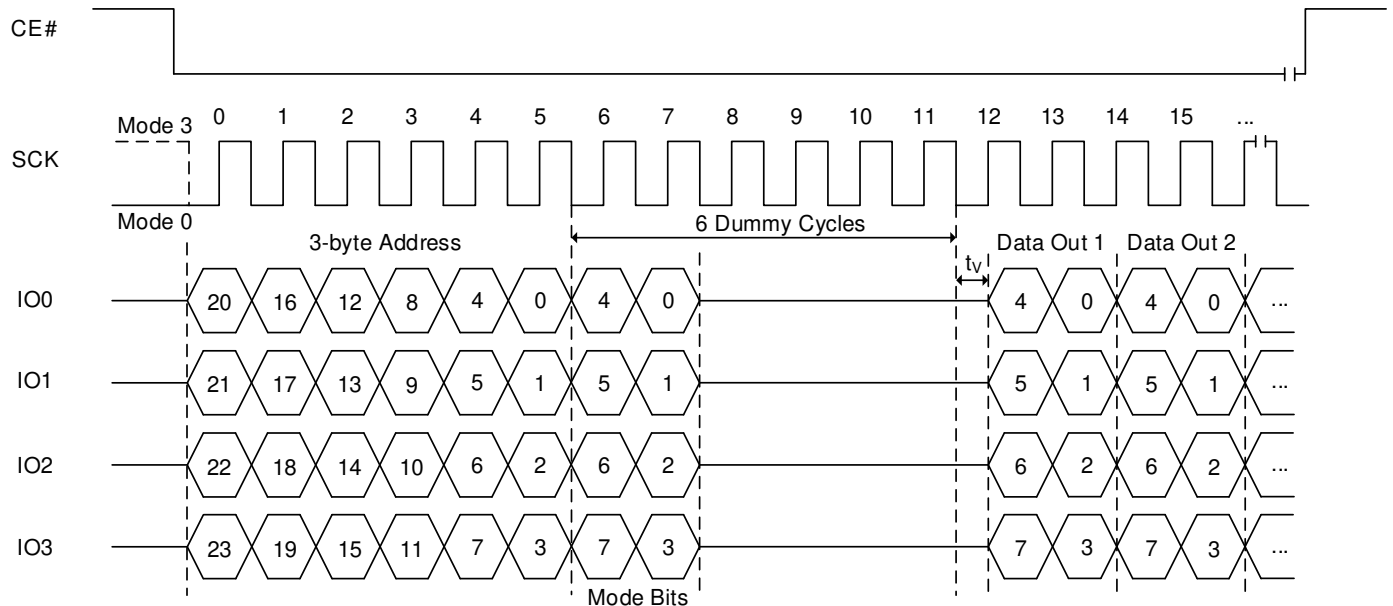 CE#
Mode 3 0 1 2 3 4 5 6 7 8 9 10 11 12 13 14 15 ...
SCK
Mode 0
6 Dummy Cycles
3-byte Address Data Out 1 Data Out 2
tV
IO0 20 16 12 8 4 0 4 0 4 0 4 0 ...
IO1 21 17 13 9 5 1 5 1 5 1 5 1 ...
IO2 22 18 14 10 6 2 6 2 6 2 6 2 ...
IO3 23 19 15 11 7 3 7 3 7 3 7 3 ...
Mode Bits